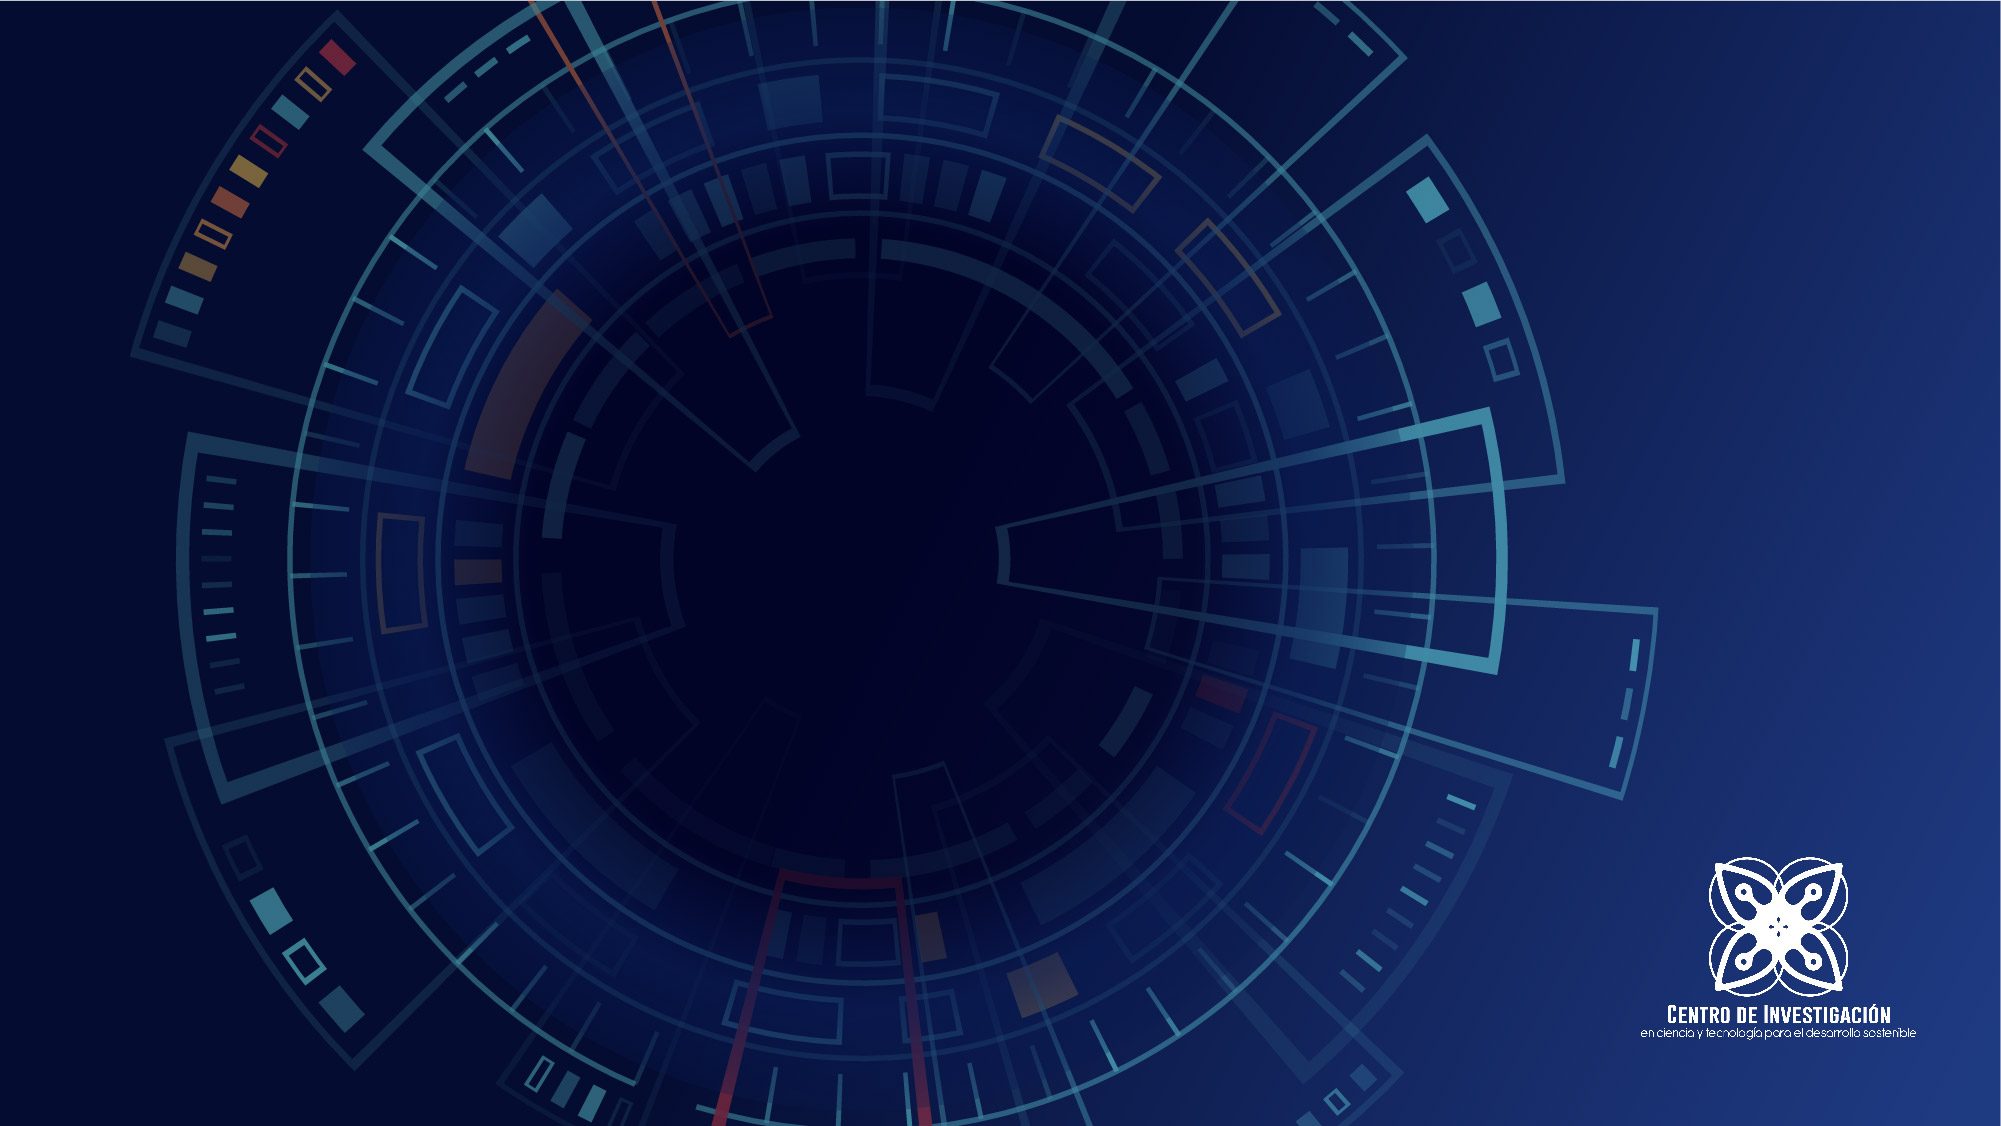 CENTRO DE INVESTIGACIÓN
en ciencia y tecnología para el desarrollo sostenible